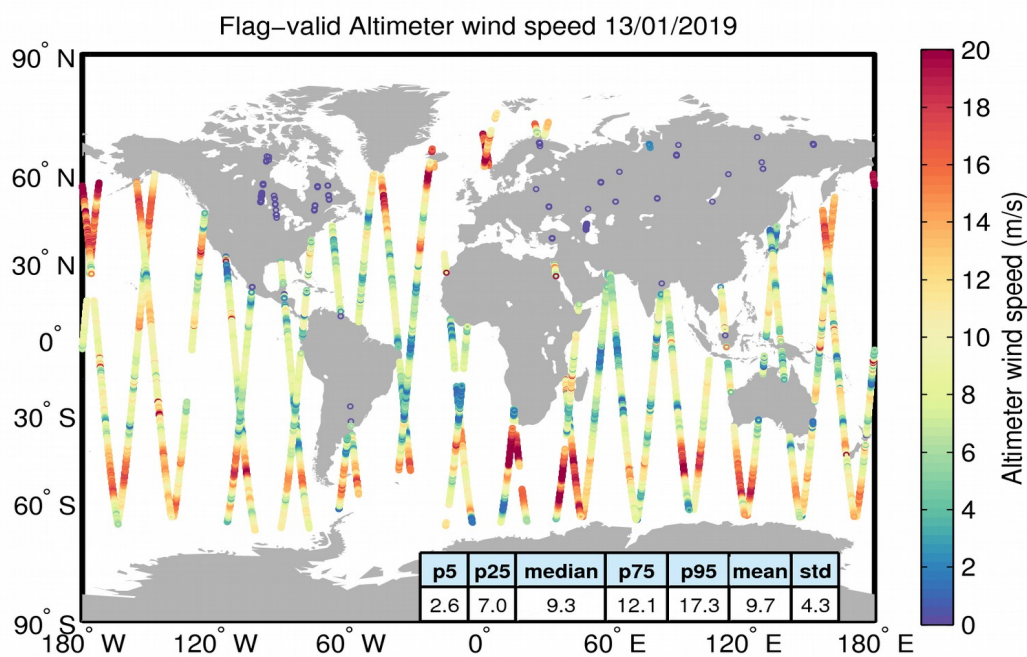 Flag−valid Altimeter wind speed 13/01/2019
90° N
60° N
30° N
0°
30° S
60° S
90° S
180° W
120° W
60° W
0°
60° E
120° E
180° E
p5 p25 median p75 p95 mean std
2.6 7.0 9.3 12.1 17.3 9.7 4.3
20
18
16
14
12
10
8
6
4
2
0
Altimeter wind speed (m/s)